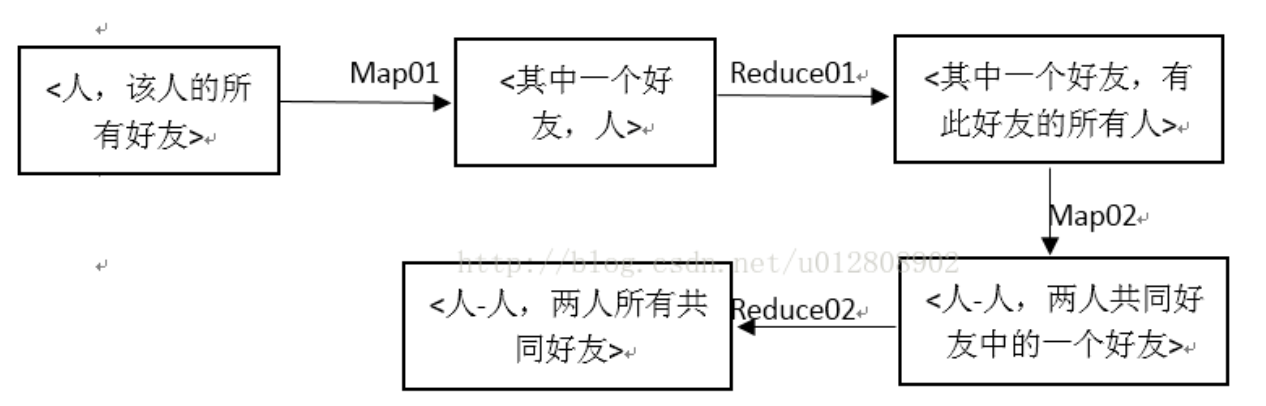 <人，该人的所
有好友>
Map01
<其中一个好
友，人>
Reduce01
<其中一个好友，有
此好友的所有人>
Map02
<人-人，两人共同好
友中的一个好友>
Reduce02
<人-人，两人所有共
同好友>
http://blog.csdn.net/u012808902